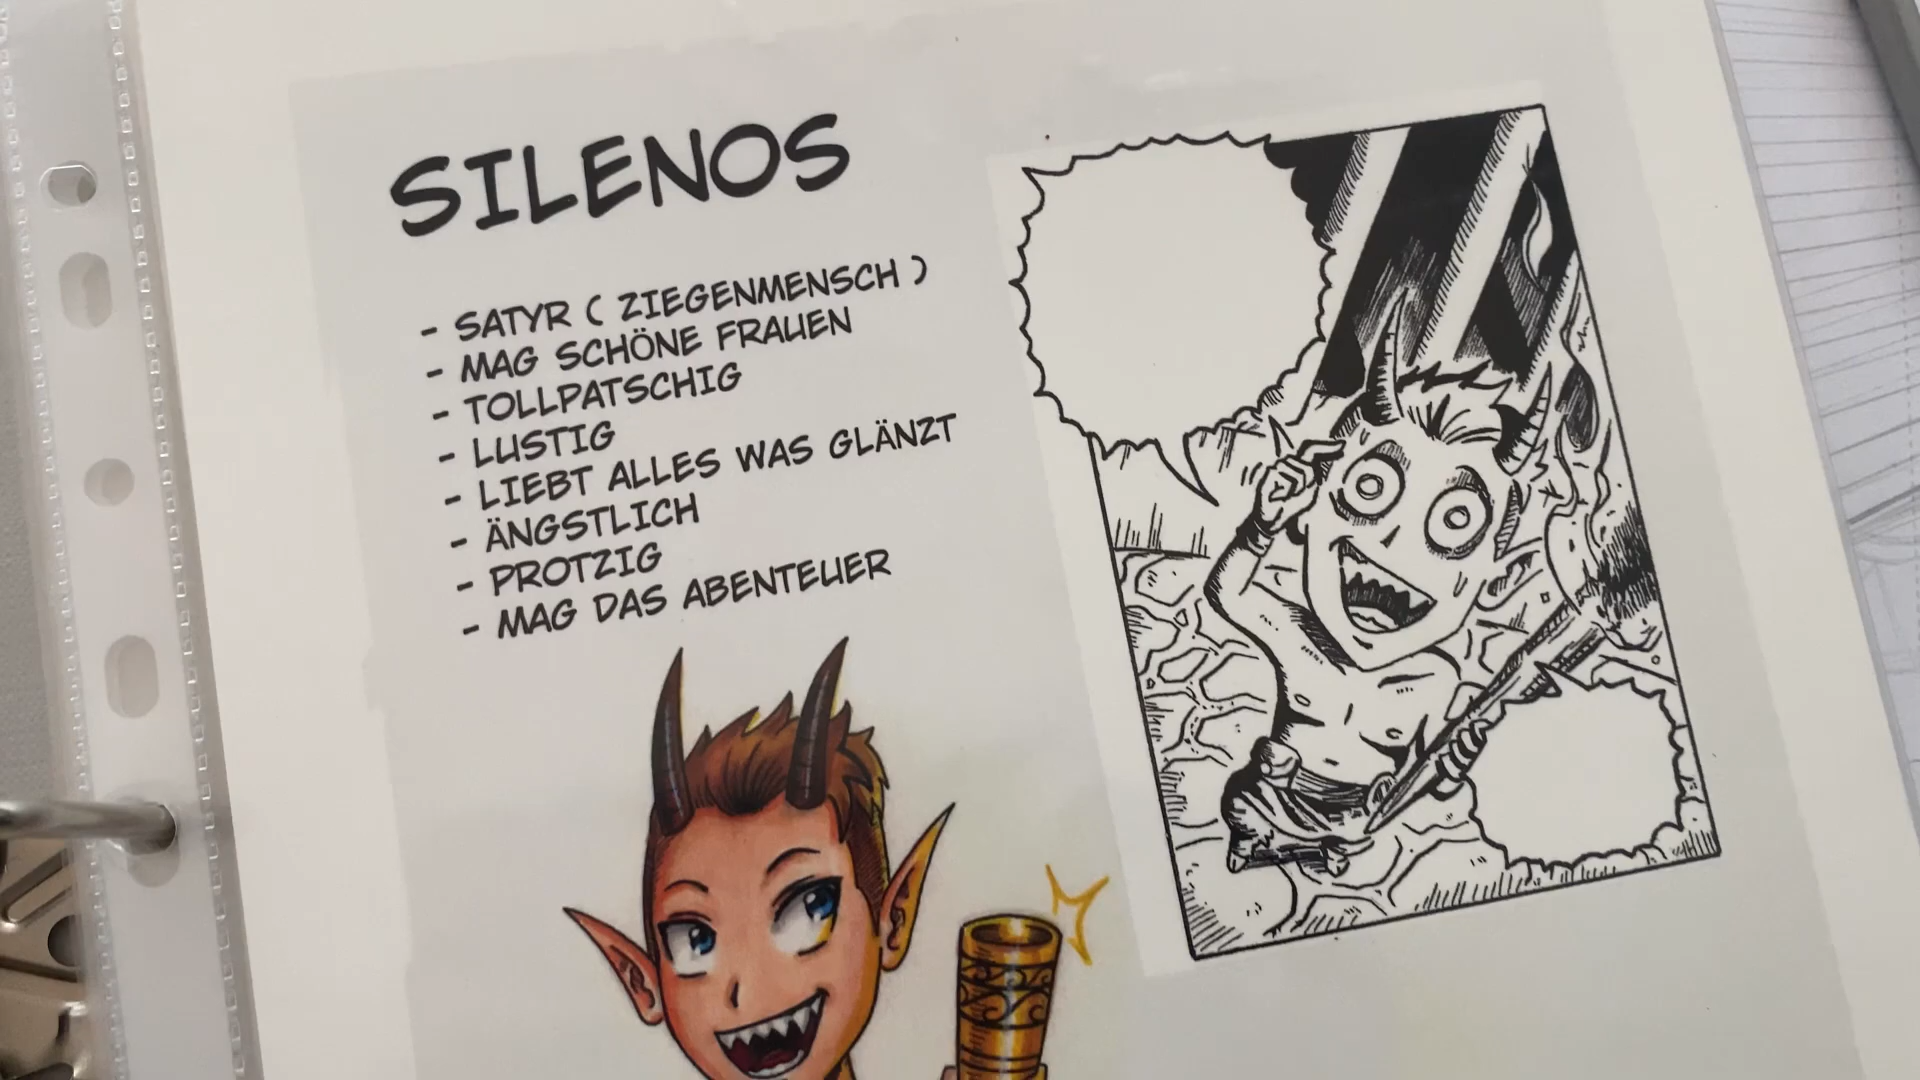 SILENOS
- SATYR ( ZIEGENMENSCH )
- MAG SCHÖNE FRAUEN
- TOLLPATSCHIG
- LUSTIG
- LIEBT ALLES WAS GLÄNZT
- ÄNGSTLICH
- PROTZIG
- MAG DAS ABENTEUER